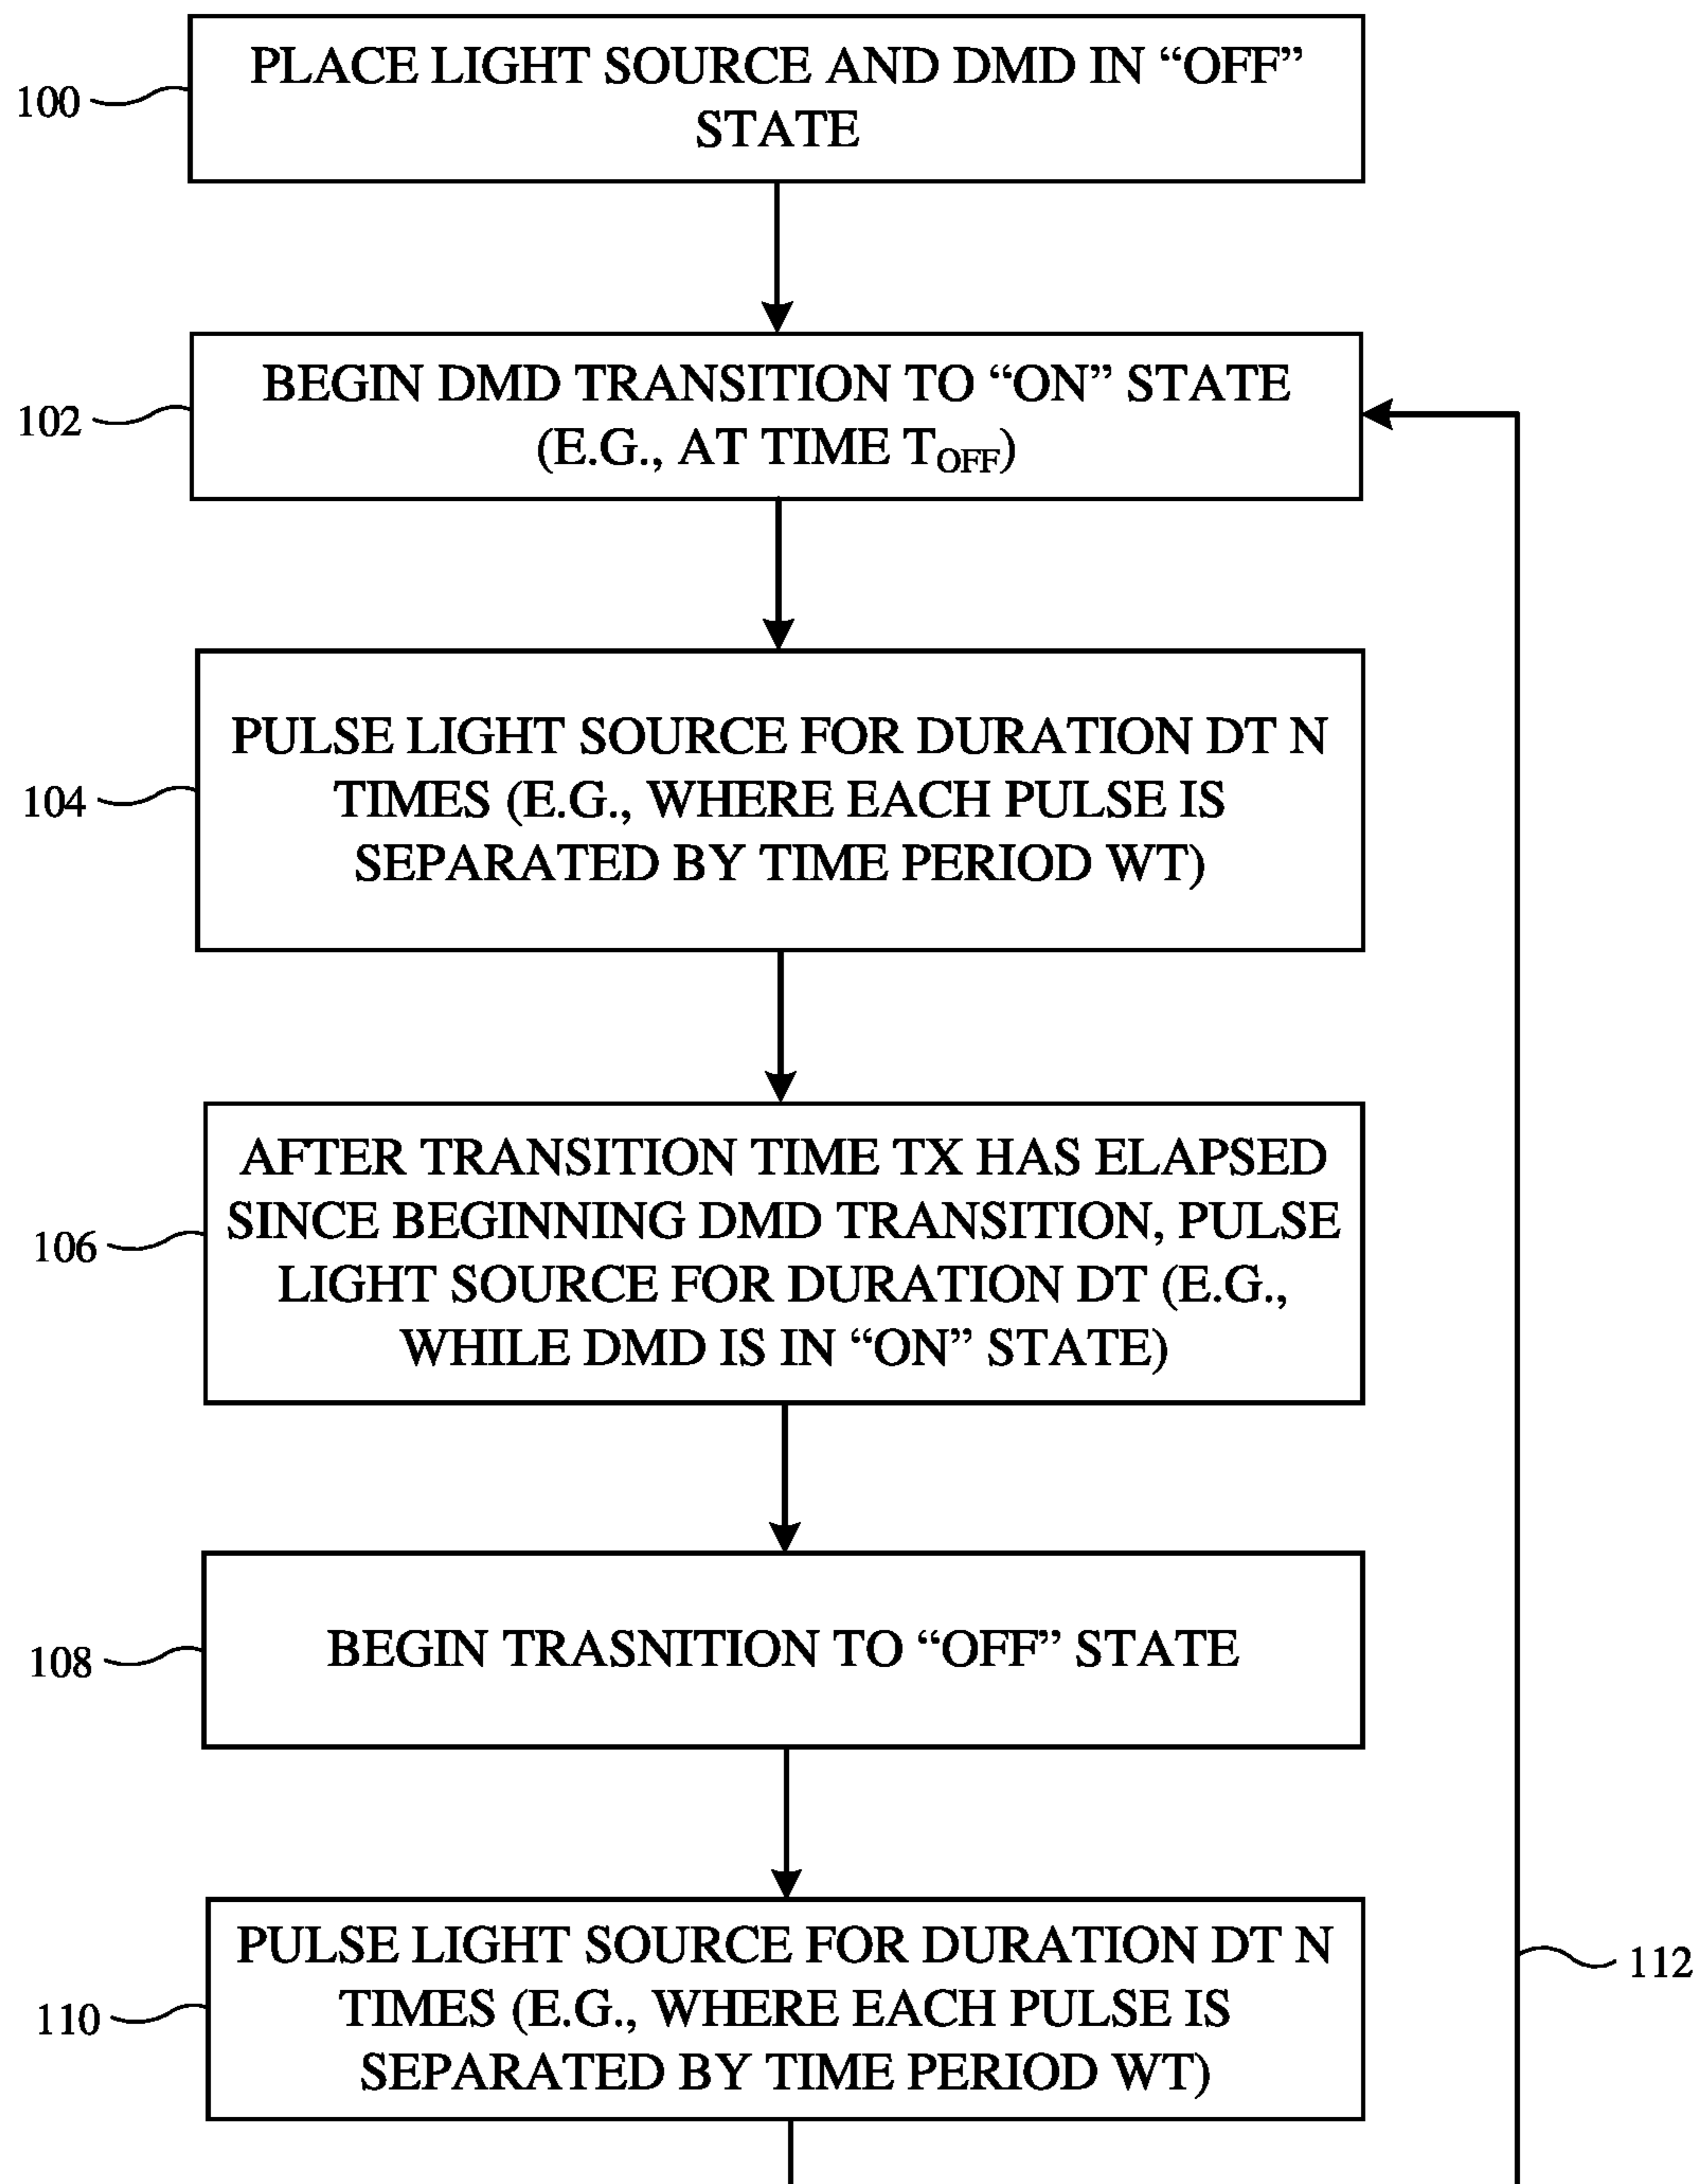 PLACE LIGHT SOURCE AND DMD IN “OFF”
STATE
100
BEGIN DMD TRANSITION TO “ON” STATE
(E.G., AT TIME TOFF)
102
PULSE LIGHT SOURCE FOR DURATION DT N
TIMES (E.G., WHERE EACH PULSE IS
SEPARATED BY TIME PERIOD WT)
104
AFTER TRANSITION TIME TX HAS ELAPSED
SINCE BEGINNING DMD TRANSITION, PULSE
LIGHT SOURCE FOR DURATION DT (E.G.,
WHILE DMD IS IN “ON” STATE)
106
BEGIN TRASNITION TO “OFF” STATE
108
PULSE LIGHT SOURCE FOR DURATION DT N
TIMES (E.G., WHERE EACH PULSE IS
SEPARATED BY TIME PERIOD WT)
110
112